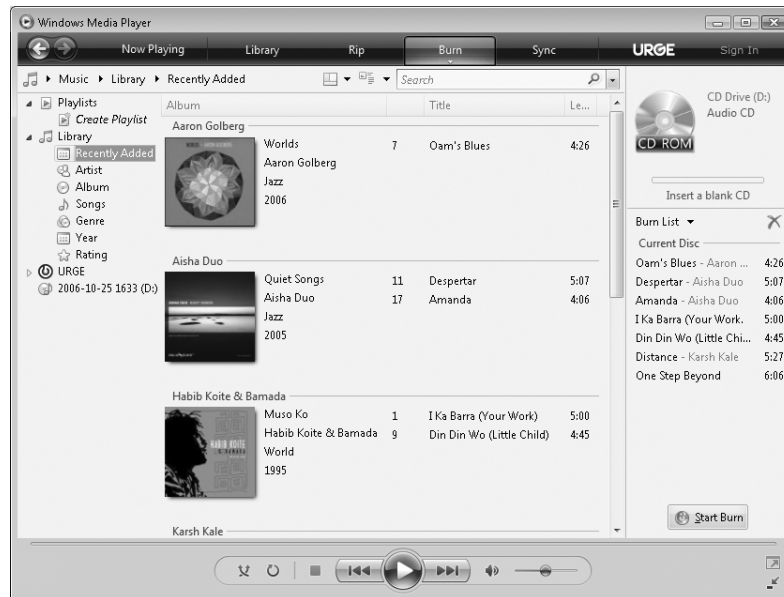 Windows Media Player
Now Playing Library Rip Burn Sync URGE Sign In
Music Library Recently Added Search
Playlists
Create Playlist
Library
Recently Added
Artist
Album
Songs
Genre
Year
Rating
URGE
2006-10-25 1633 (D:)
Album Title Le...
Aaron Golberg
Worlds 7 Oam's Blues 4:26
Aaron Golberg
Jazz
2006
Aisha Duo
Quiet Songs 11 Despertar 5:07
Aisha Duo 17 Amanda 4:06
Jazz
2005
Habib Koite & Bamada
HABIB KOITE
Muso Ko 1 I Ka Barra (Your Work) 5:00
Habib Koite & Bamada 9 Din Din Wo (Little Child) 4:45
World
1995
Karsh Kale
CD Drive (D:)
Audio CD
CD ROM
Insert a blank CD
Burn List
Current Disc
Oam's Blues - Aaron ... 4:26
Despertar - Aisha Duo 5:07
Amanda - Aisha Duo 4:06
I Ka Barra (Your Work. 5:00
Din Din Wo (Little Chi... 4:45
Distance - Karsh Kale 5:27
One Step Beyond 6:06
Start Burn